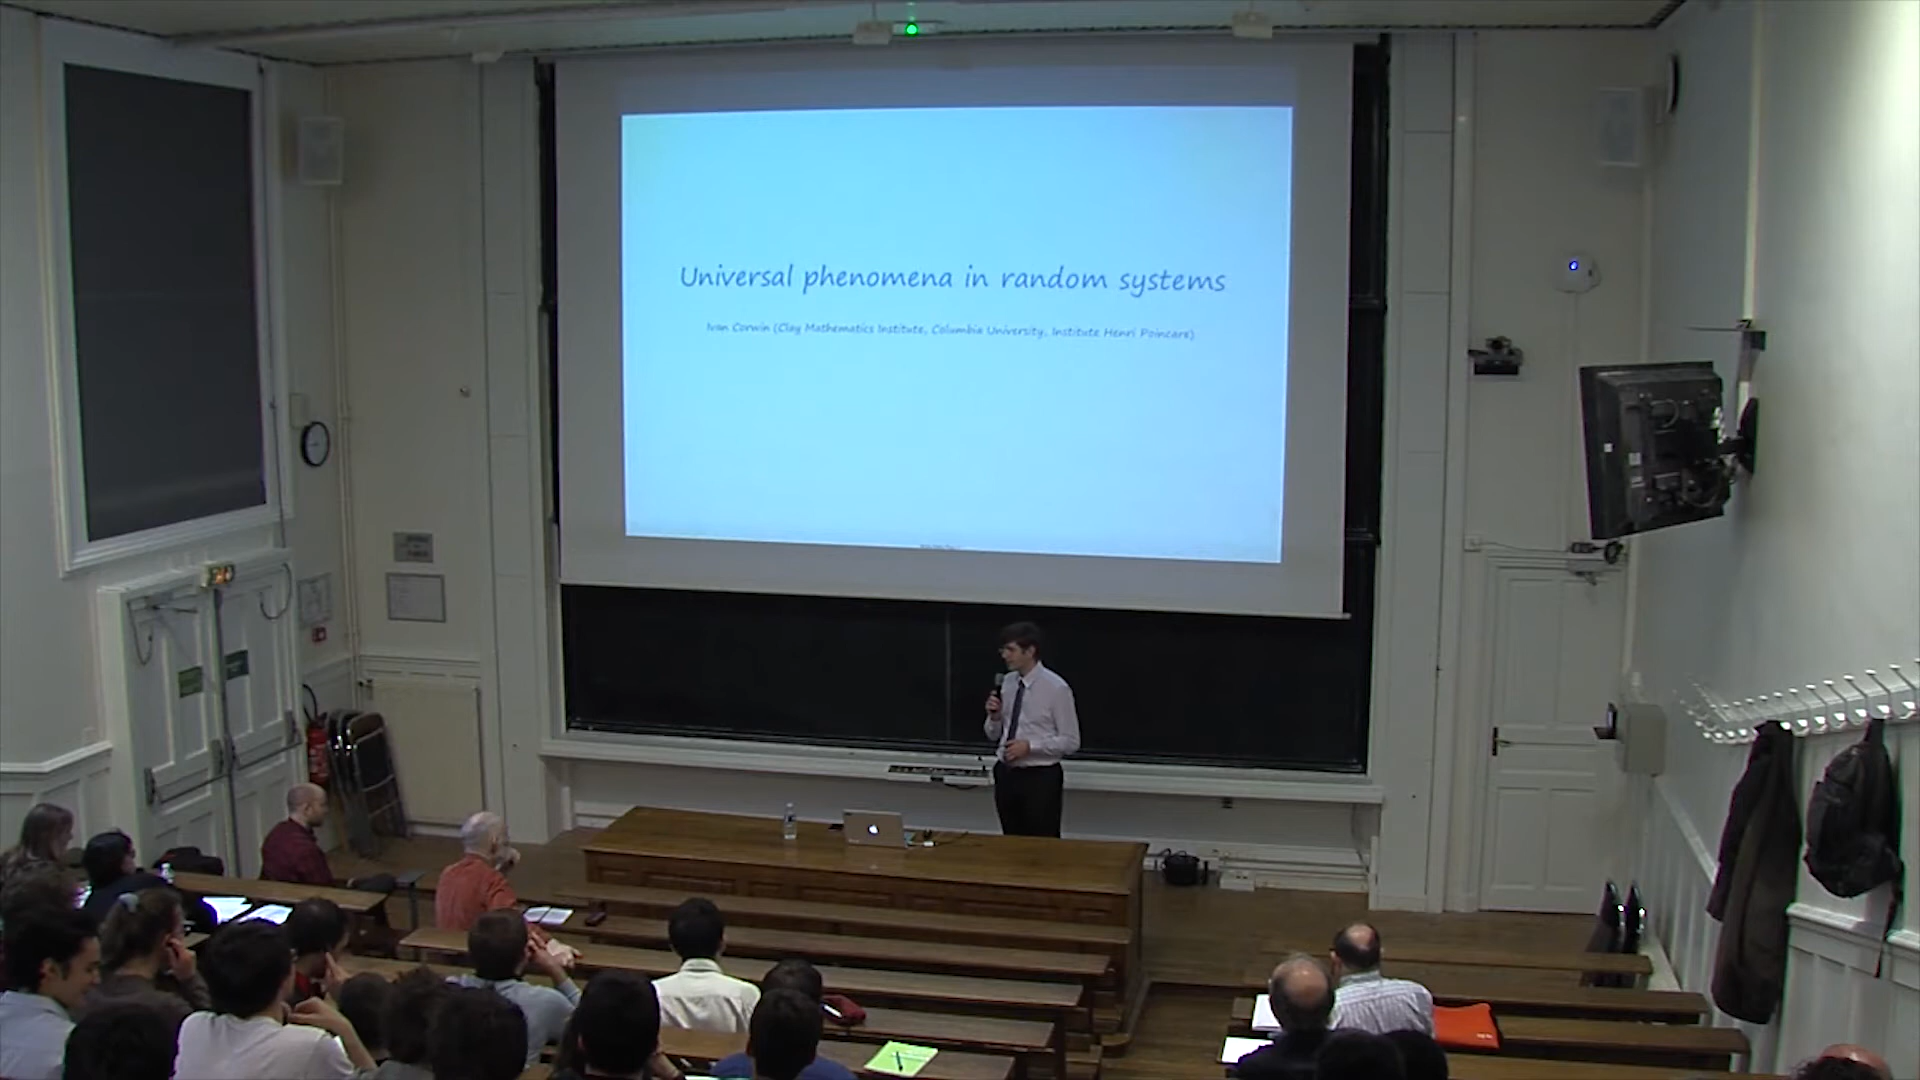 Universal phenomena in random systems
Ivan Corwin (Clay Mathematics Institute, Columbia University, Institute Henri Poincare)